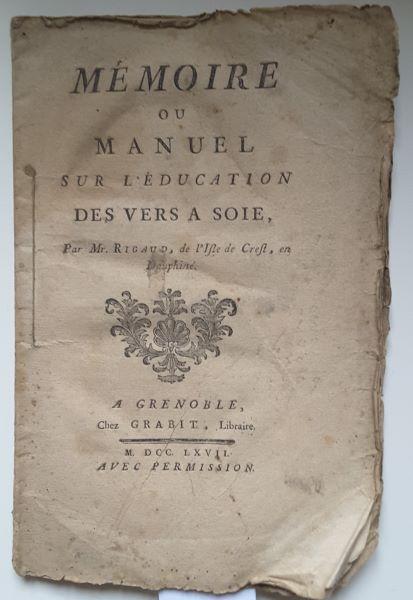 MÉMOIRE
OU
MANUEL
SUR L'ÉDUCATION
DES VERS A SOIE,
Par Mr. RIGAUD, de l'Isle de Crest, en
Dauphiné.
A GRENOBLE,
Chez GRABIT, Libraire.
M. DCC. LXVII.
AVEC PERMISSION.